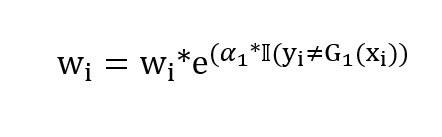 wᵢ = wᵢ*e^(α₁*𝕀(yᵢ≠G₁(xᵢ))